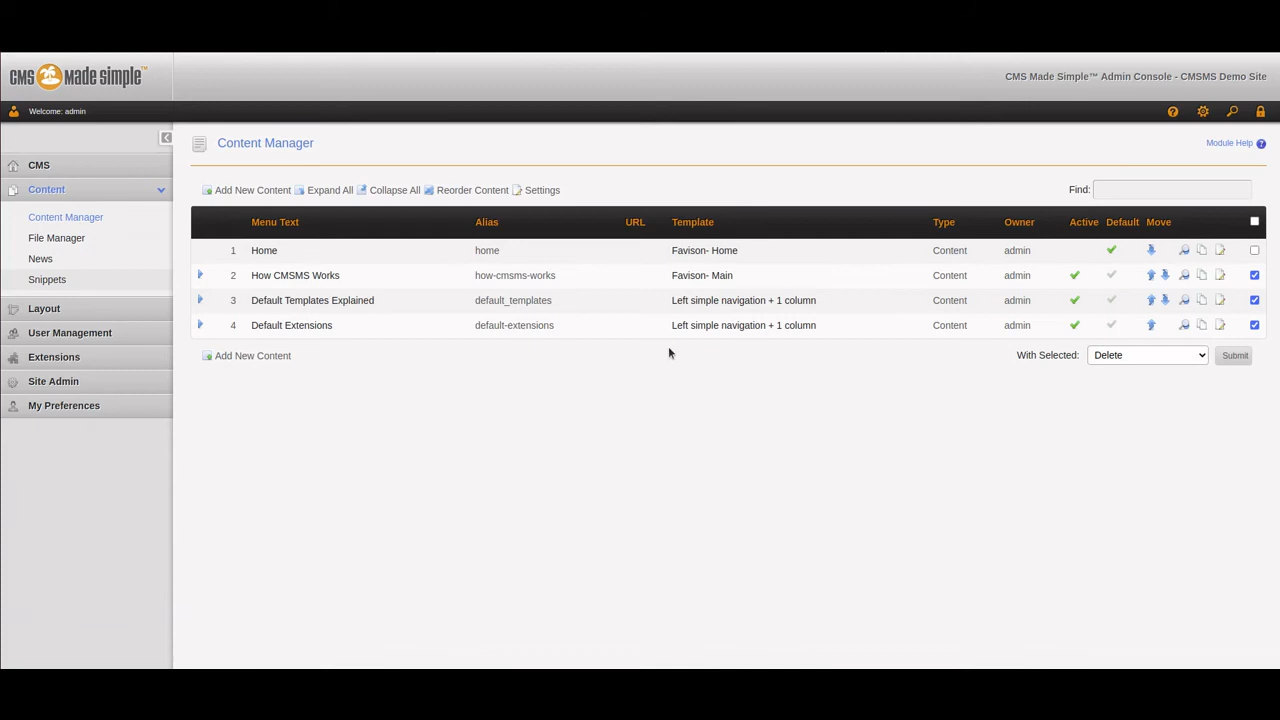 CMS made simple™
CMS Made Simple™ Admin Console - CMSMS Demo Site
Welcome: admin
CMS
Content
Content Manager
File Manager
News
Snippets
Layout
User Management
Extensions
Site Admin
My Preferences
Content Manager
Module Help ?
Add New Content Expand All Collapse All Reorder Content Settings
Find:
Menu Text Alias URL Template Type Owner Active Default Move
1 Home home Favison- Home Content admin
2 How CMSMS Works how-cmsms-works Favison- Main Content admin
3 Default Templates Explained default_templates Left simple navigation + 1 column Content admin
4 Default Extensions default-extensions Left simple navigation + 1 column Content admin
Add New Content
With Selected: Delete Submit